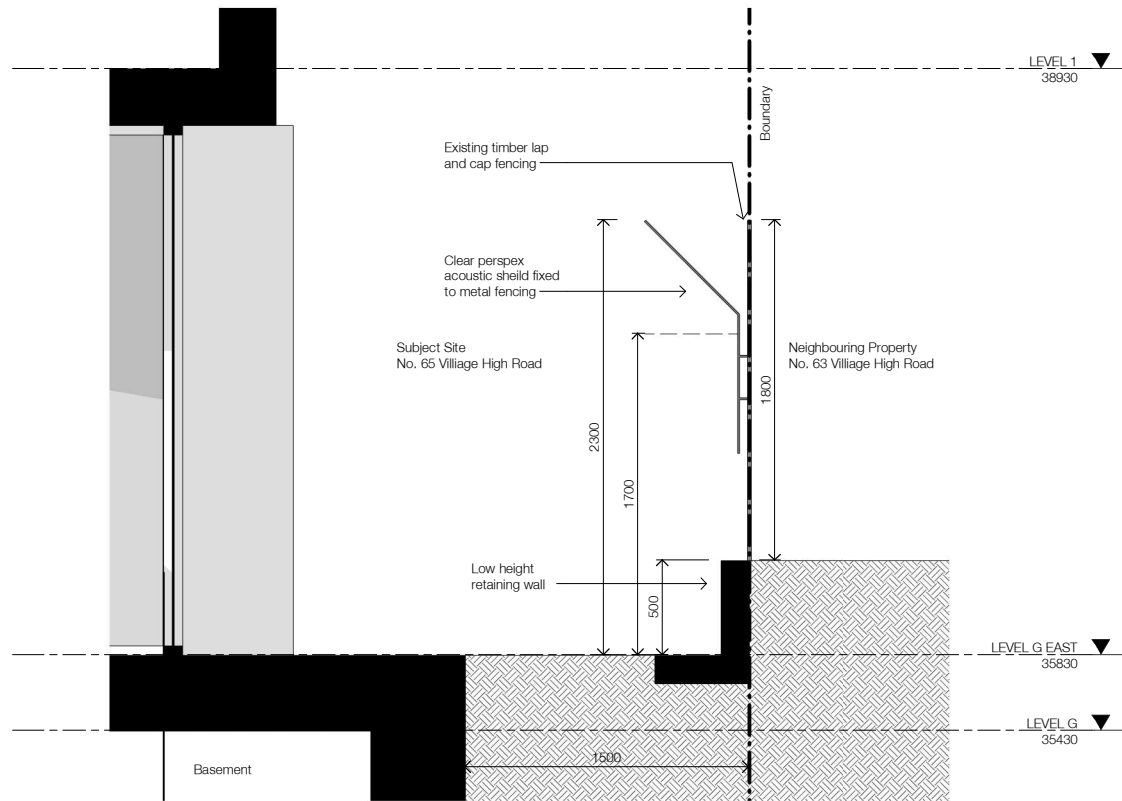 LEVEL 1
38930
Boundary
Existing timber lap
and cap fencing
Clear perspex
acoustic sheild fixed
to metal fencing
Subject Site
No. 65 Villiage High Road
Neighbouring Property
No. 63 Villiage High Road
1800
2300
1700
Low height
retaining wall
500
LEVEL G EAST
35830
LEVEL G
35430
1500
Basement